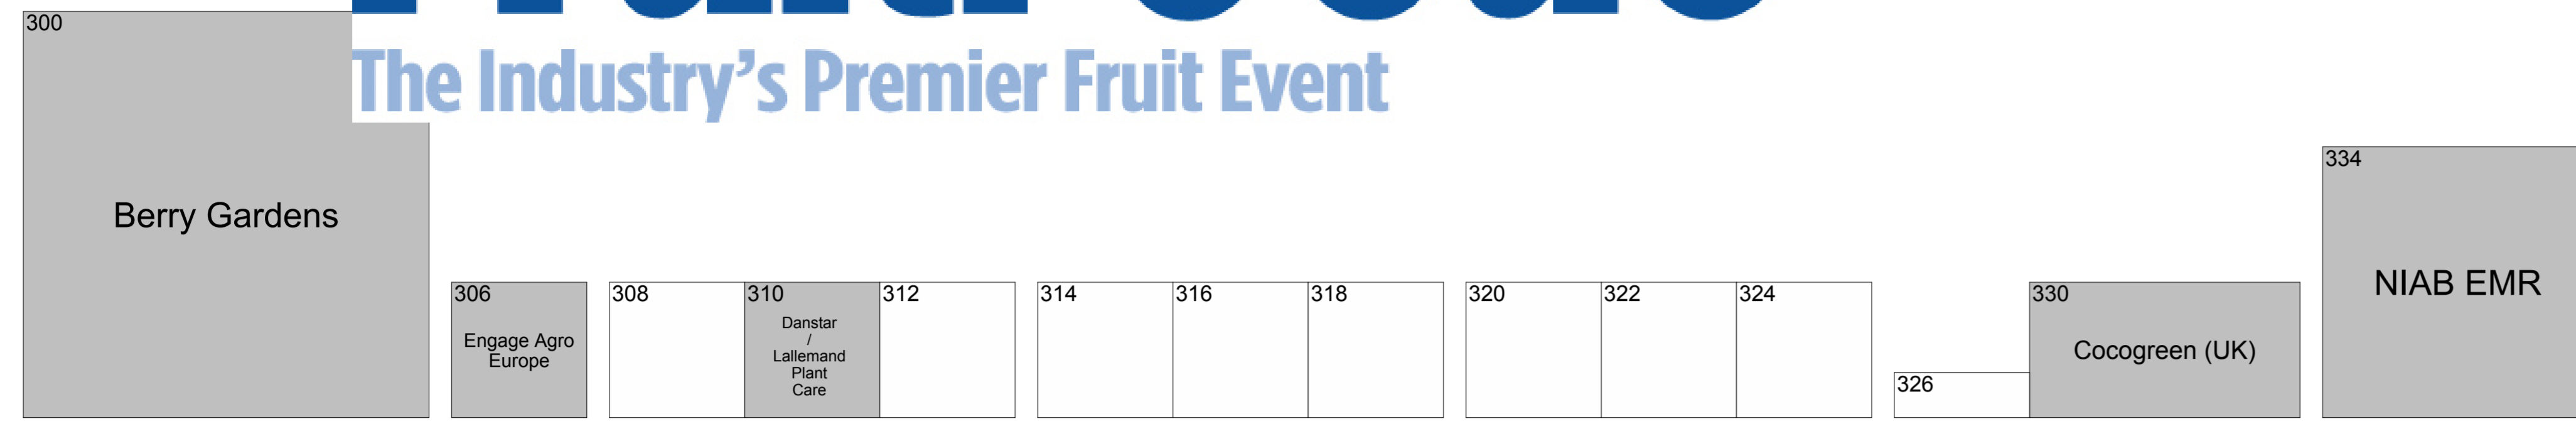 300
The Industry’s Premier Fruit Event
334
Berry Gardens
NIAB EMR
306
Engage Agro
Europe
308
310
Danstar
/
Lallemand
Plant
Care
312
314
316
318
320
322
324
326
330
Cocogreen (UK)